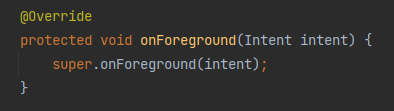 @Override
protected void onForeground(Intent intent) {
    super.onForeground(intent);
}